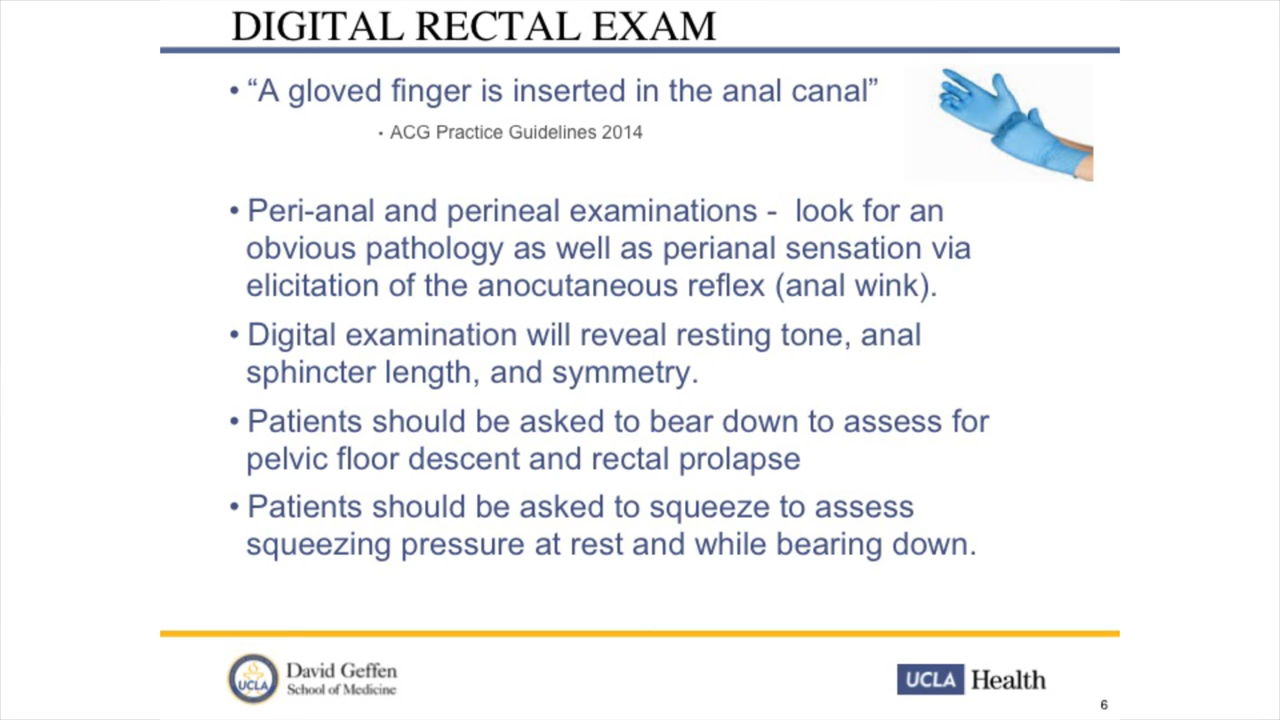 DIGITAL RECTAL EXAM
• “A gloved finger is inserted in the anal canal”
• ACG Practice Guidelines 2014
• Peri-anal and perineal examinations -  look for an
obvious pathology as well as perianal sensation via
elicitation of the anocutaneous reflex (anal wink).
• Digital examination will reveal resting tone, anal
sphincter length, and symmetry.
• Patients should be asked to bear down to assess for
pelvic floor descent and rectal prolapse
• Patients should be asked to squeeze to assess
squeezing pressure at rest and while bearing down.
UCLA
David Geffen
School of Medicine
UCLA Health
6